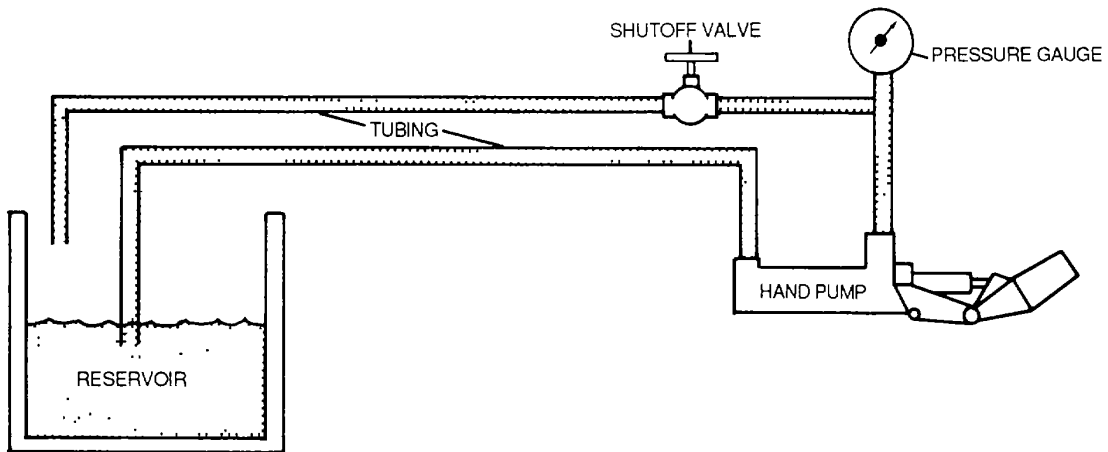 SHUTOFF VALVE
PRESSURE GAUGE
TUBING
HAND PUMP
RESERVOIR